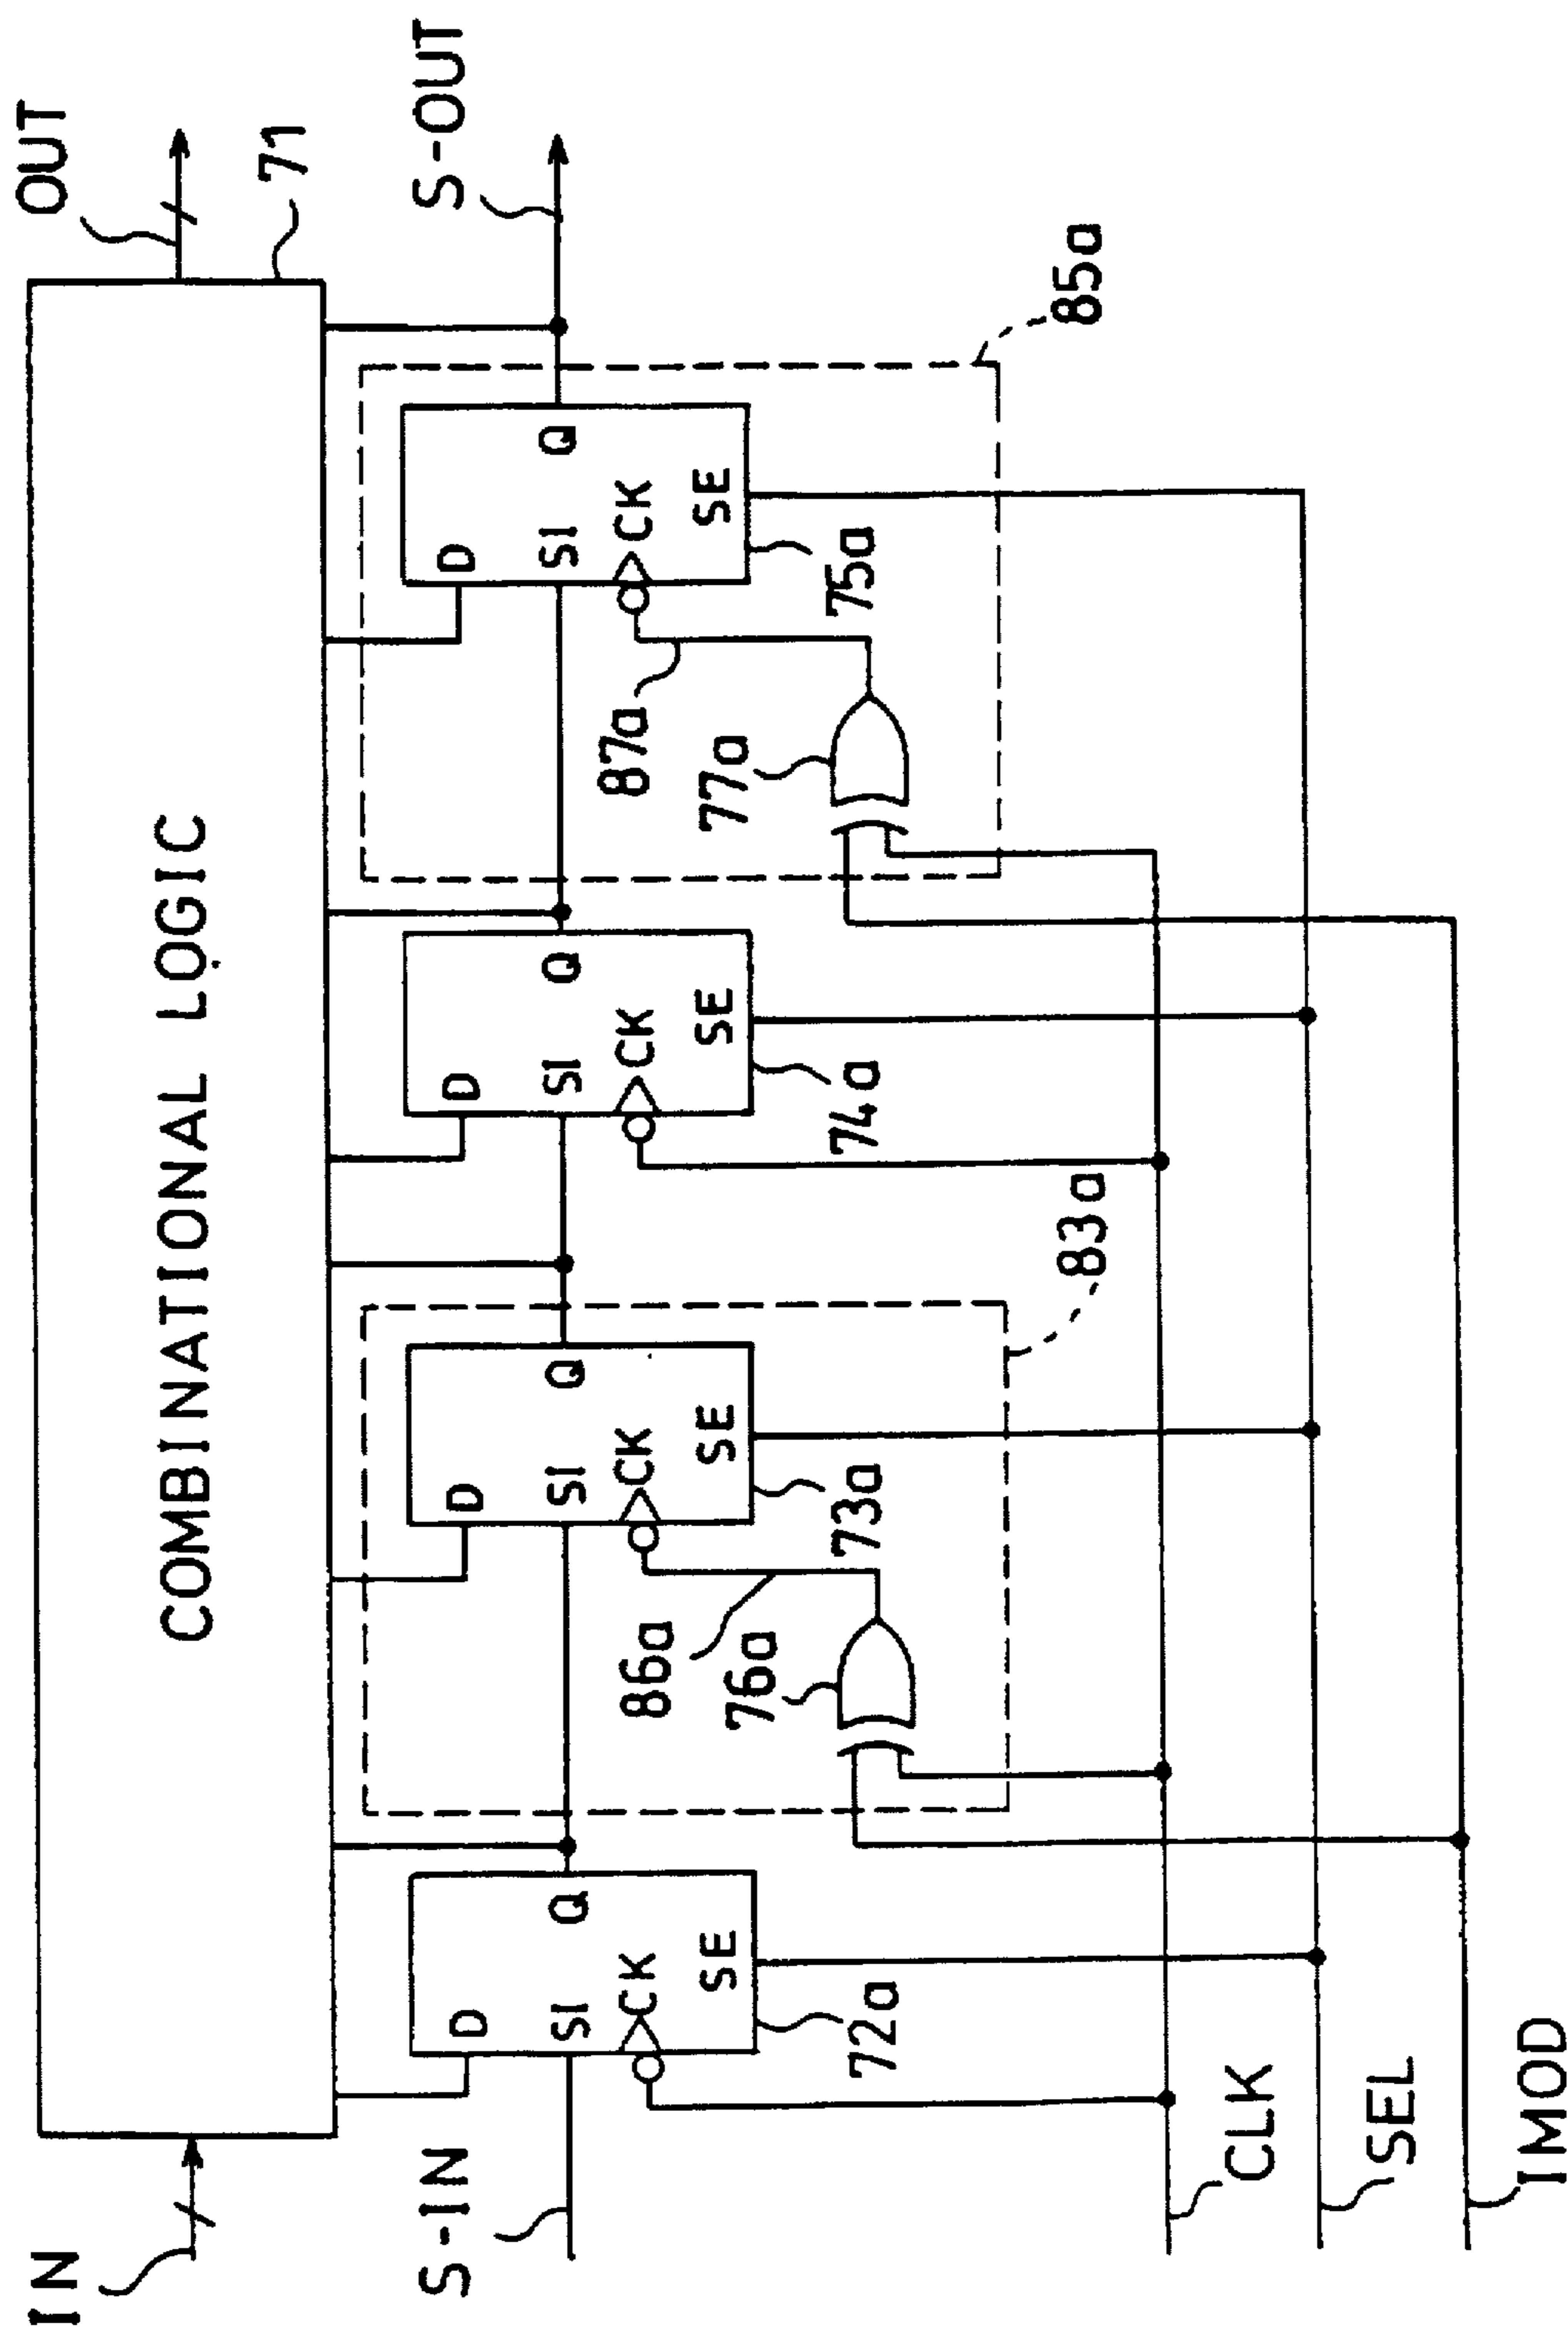 IN
COMBINATIONAL LOGIC
OUT
71
S-IN
S-OUT
D
SI
Q
CK
SE
72a
D
SI
Q
CK
SE
73a
86a
76a
83a
D
SI
Q
CK
SE
74a
D
SI
Q
CK
SE
75a
87a
77a
85a
CLK
SEL
IMOD